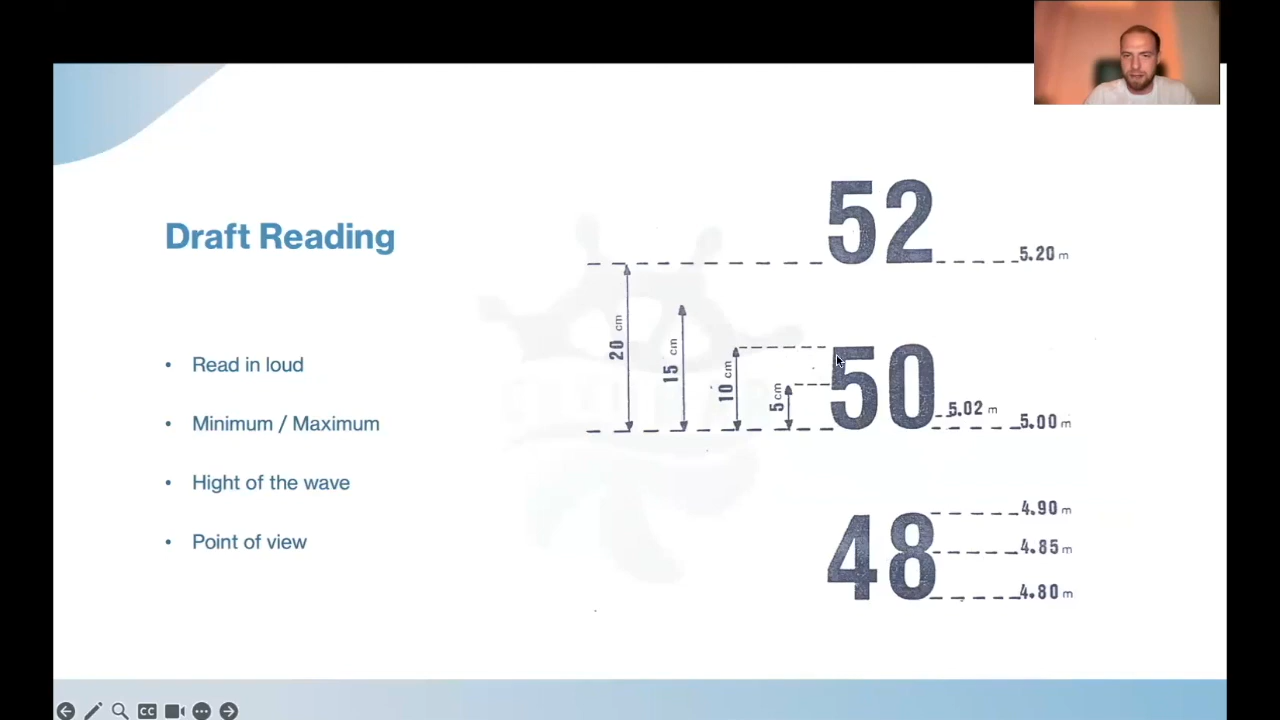 Draft Reading
• Read in loud
• Minimum / Maximum
• Hight of the wave
• Point of view
52
5.20 m
20 cm
15 cm
10 cm
5 cm
50
5.02 m
5.00 m
48
4.90 m
4.85 m
4.80 m
CC